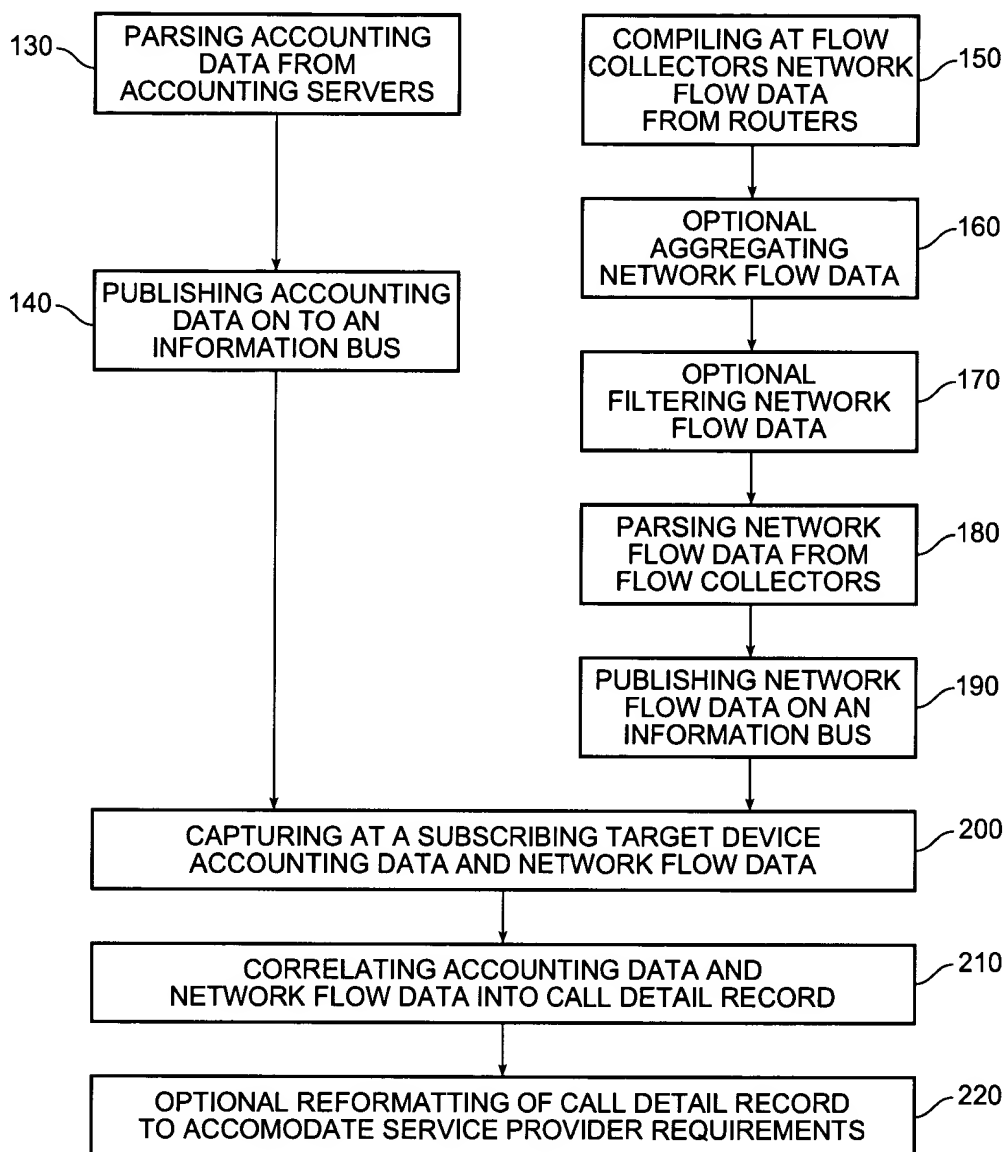 130
PARSING ACCOUNTING
DATA FROM
ACCOUNTING SERVERS
140
PUBLISHING ACCOUNTING
DATA ON TO AN
INFORMATION BUS
COMPILING AT FLOW
COLLECTORS NETWORK
FLOW DATA
FROM ROUTERS
150
OPTIONAL
AGGREGATING
NETWORK FLOW DATA
160
OPTIONAL
FILTERING NETWORK
FLOW DATA
170
PARSING NETWORK
FLOW DATA FROM
FLOW COLLECTORS
180
PUBLISHING NETWORK
FLOW DATA ON AN
INFORMATION BUS
190
CAPTURING AT A SUBSCRIBING TARGET DEVICE
ACCOUNTING DATA AND NETWORK FLOW DATA
200
CORRELATING ACCOUNTING DATA AND
NETWORK FLOW DATA INTO CALL DETAIL RECORD
210
OPTIONAL REFORMATTING OF CALL DETAIL RECORD
TO ACCOMODATE SERVICE PROVIDER REQUIREMENTS
220